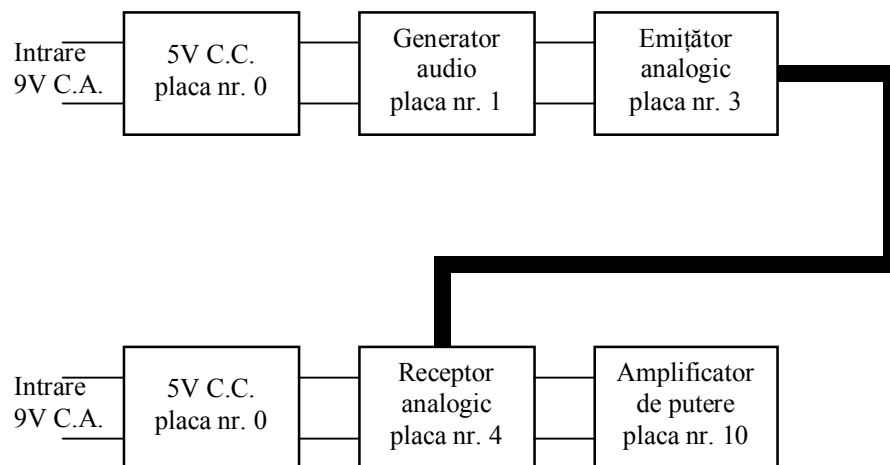 Intrare
9V C.A.
5V C.C.
placa nr. 0
Generator
audio
placa nr. 1
Emițător
analogic
placa nr. 3
Intrare
9V C.A.
5V C.C.
placa nr. 0
Receptor
analogic
placa nr. 4
Amplificator
de putere
placa nr. 10